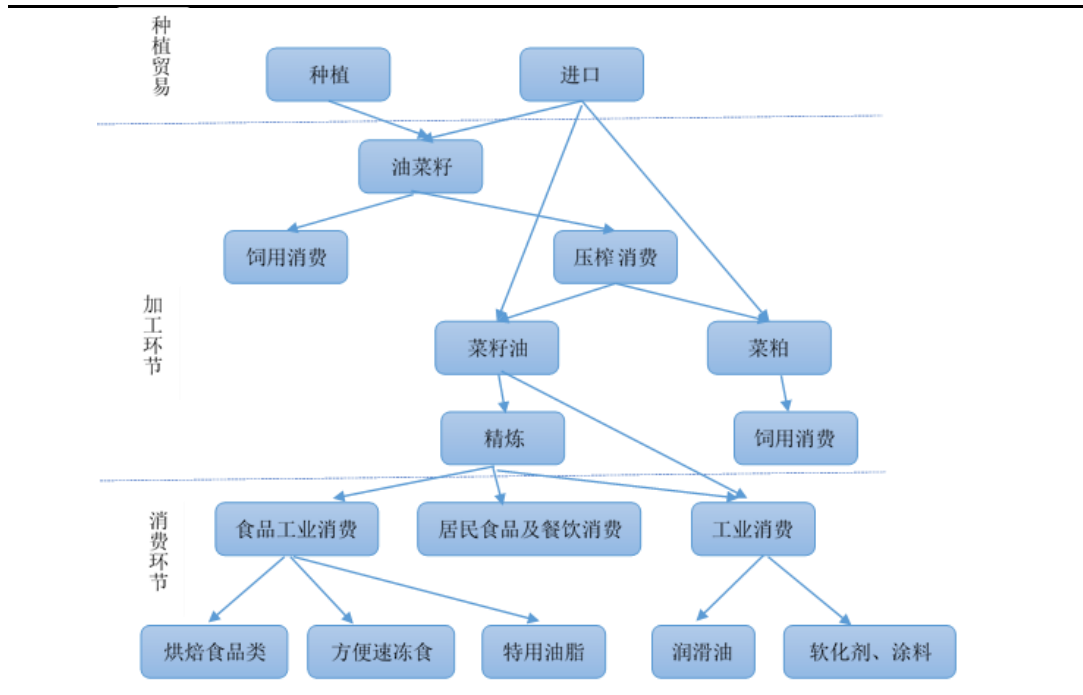 种植贸易
种植
进口
油菜籽
饲用消费
压榨消费
加工环节
菜籽油
菜粕
精炼
饲用消费
消费环节
食品工业消费
居民食品及餐饮消费
工业消费
烘焙食品类
方便速冻食
特用油脂
润滑油
软化剂、涂料